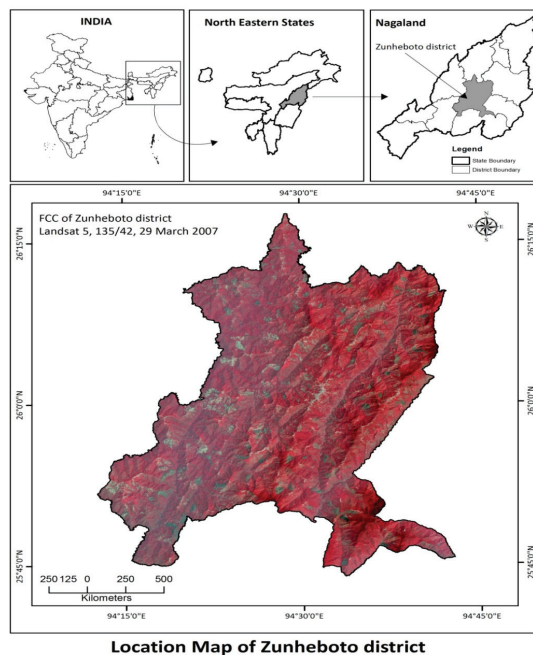 INDIA
North Eastern States
Nagaland
Zunheboto district
Legend
State Boundary
District Boundary
94°15'0"E 94°30'0"E 94°45'0"E
FCC of Zunheboto district
Landsat 5, 135/42, 29 March 2007
N
W E
S
26°15'0"N 26°15'0"N
26°0'0"N 26°0'0"N
25°45'0"N 25°45'0"N
250 125 0 250 500
Kilometers
94°15'0"E 94°30'0"E 94°45'0"E
Location Map of Zunheboto district